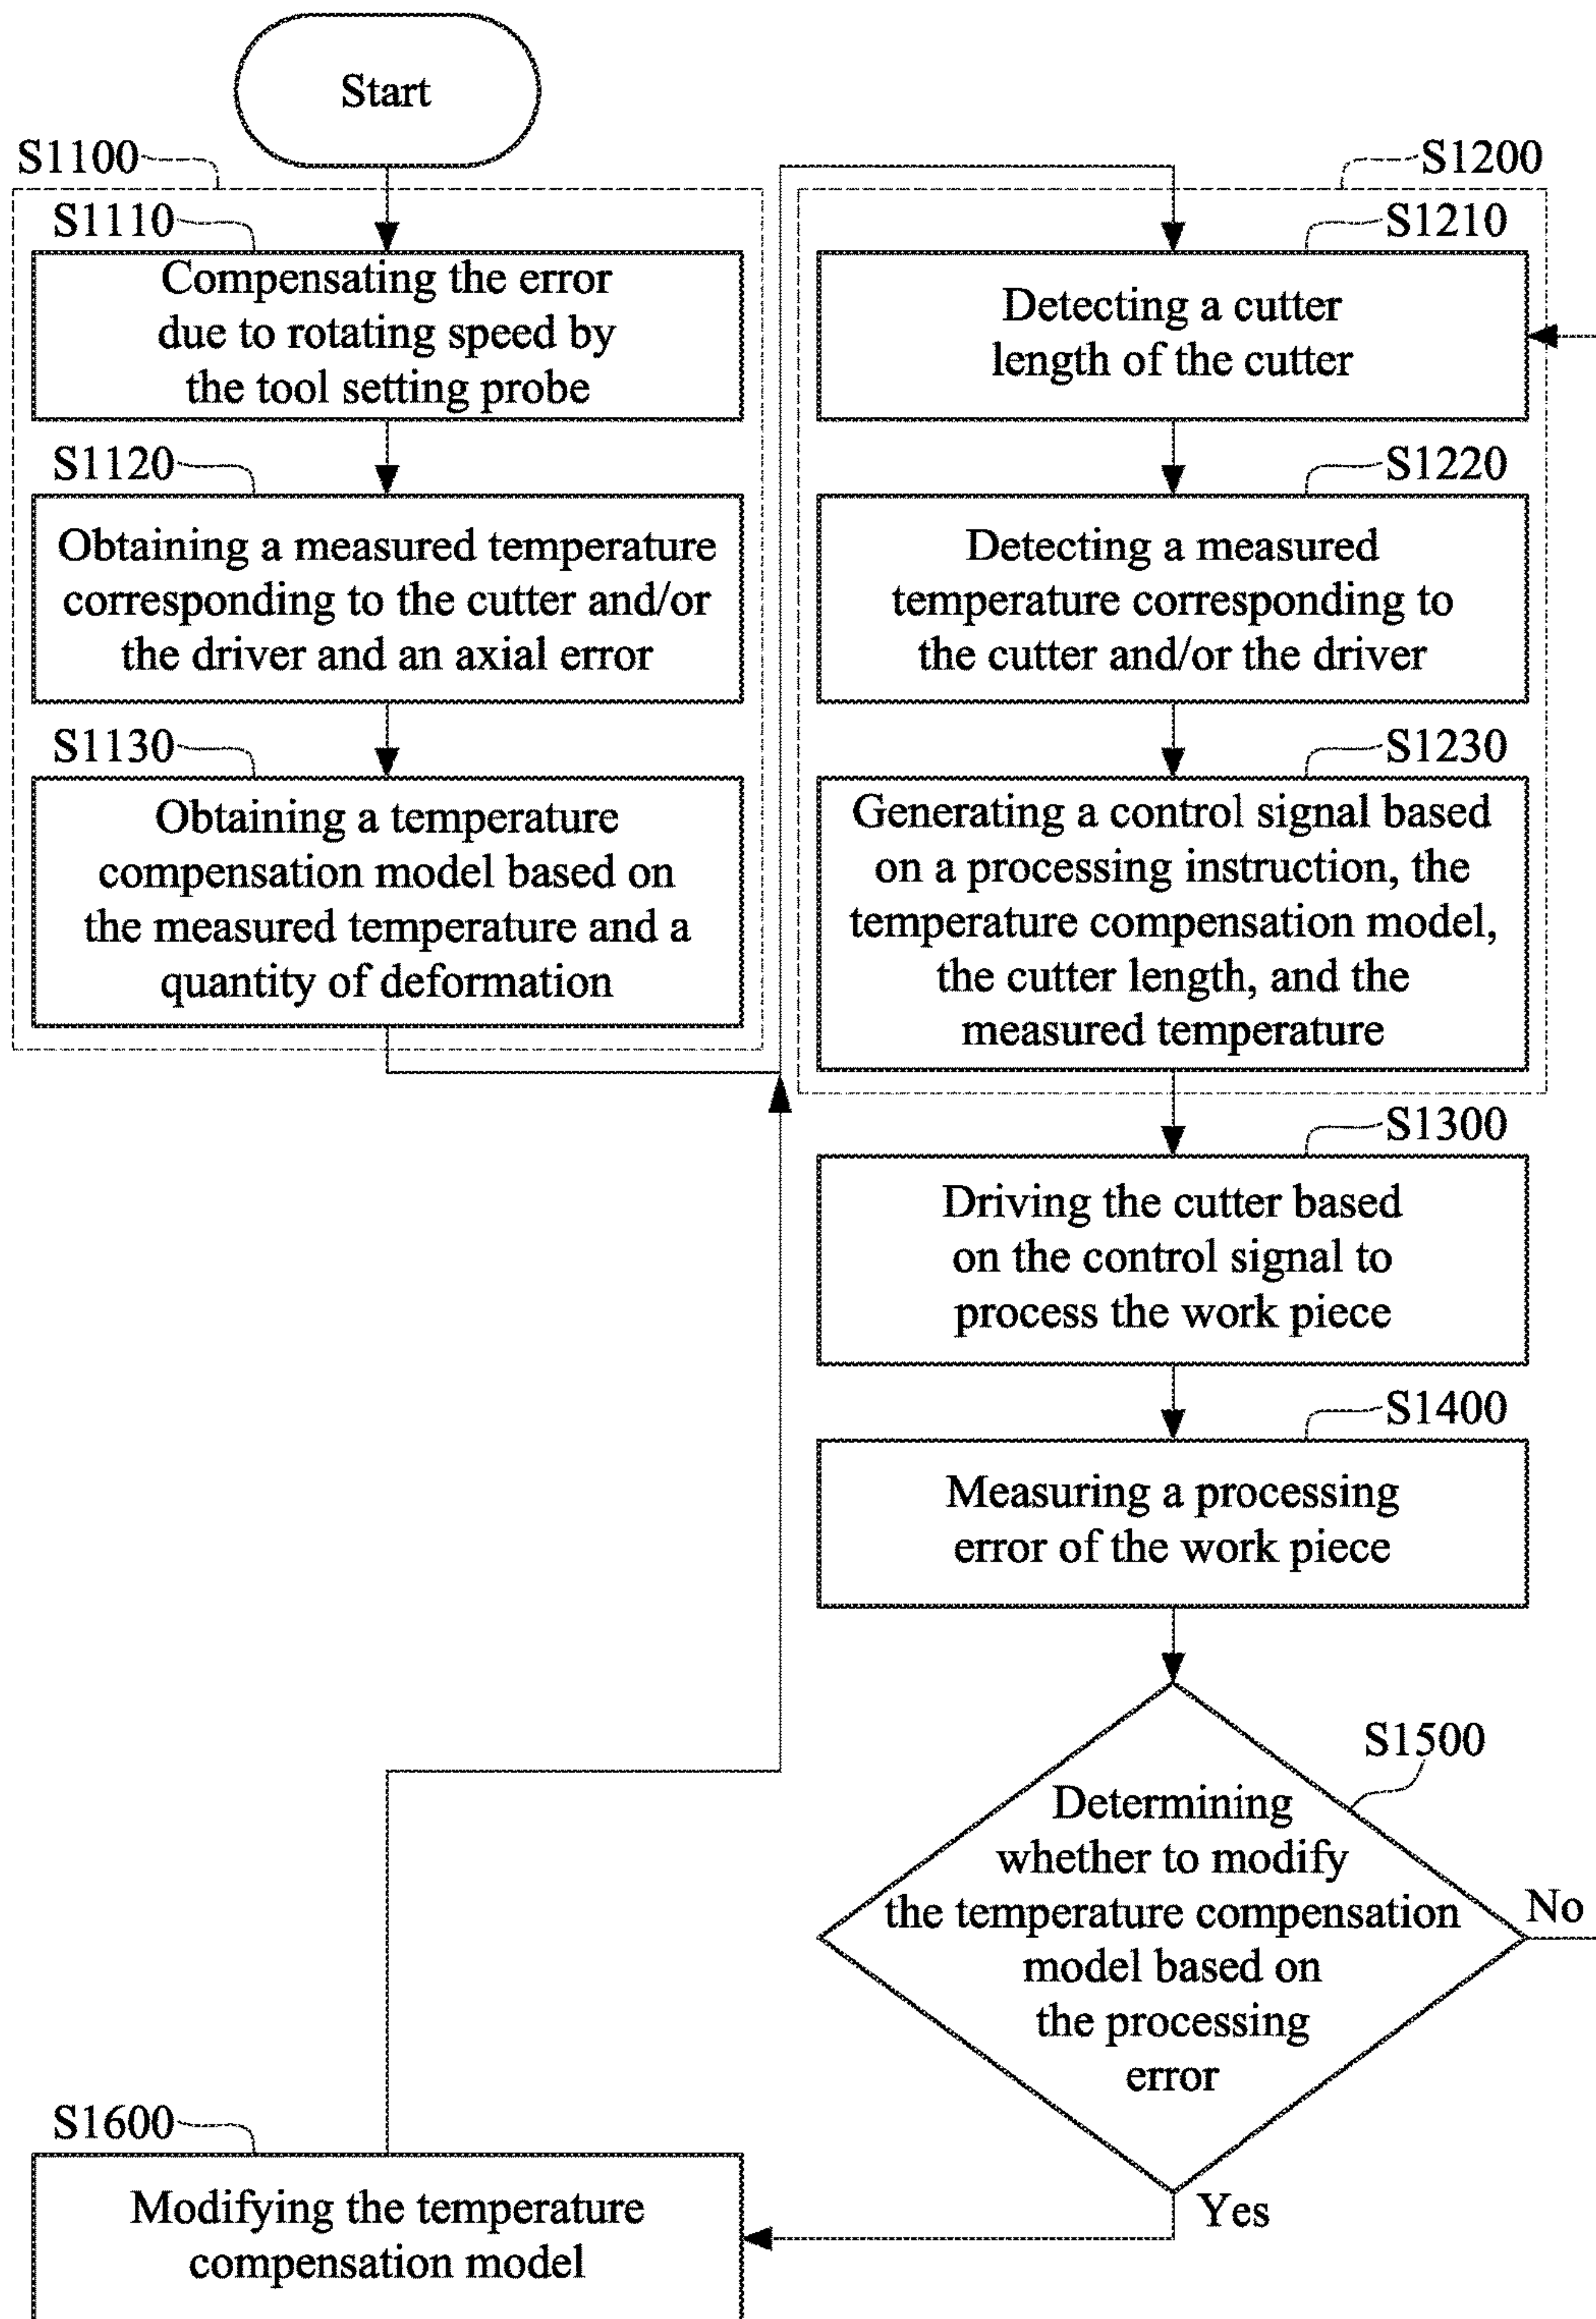 Start
S1100
S1110
Compensating the error
due to rotating speed by
the tool setting probe
S1120
Obtaining a measured temperature
corresponding to the cutter and/or
the driver and an axial error
S1130
Obtaining a temperature
compensation model based on
the measured temperature and a
quantity of deformation
S1200
S1210
Detecting a cutter
length of the cutter
S1220
Detecting a measured
temperature corresponding to
the cutter and/or the driver
S1230
Generating a control signal based
on a processing instruction, the
temperature compensation model,
the cutter length, and the
measured temperature
S1300
Driving the cutter based
on the control signal to
process the work piece
S1400
Measuring a processing
error of the work piece
S1500
Determining
whether to modify
the temperature compensation
model based on
the processing
error
No
Yes
S1600
Modifying the temperature
compensation model